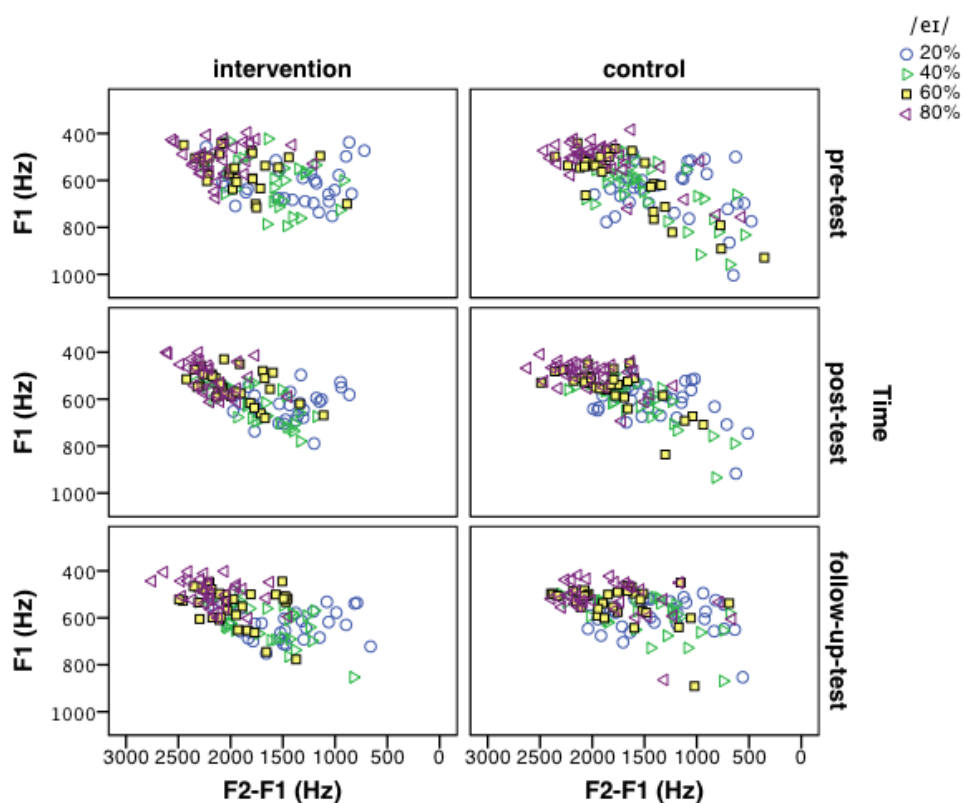 /eɪ/
20%
40%
60%
80%
intervention control
400
600
800
1000
F1 (Hz)
pre-test
400
600
800
1000
F1 (Hz)
post-test
Time
400
600
800
1000
F1 (Hz)
follow-up-test
3000 2500 2000 1500 1000 500 0 3000 2500 2000 1500 1000 500 0
F2-F1 (Hz) F2-F1 (Hz)